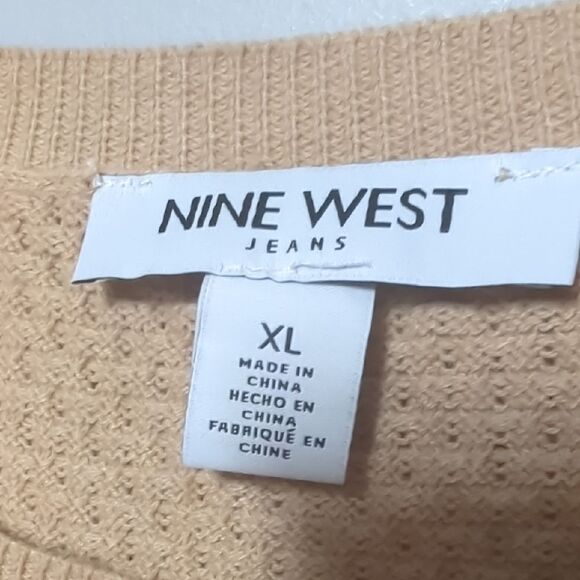 NINE WEST
JEANS
XL
MADE IN
CHINA
HECHO EN
CHINA
FABRIQUÉ EN
CHINE